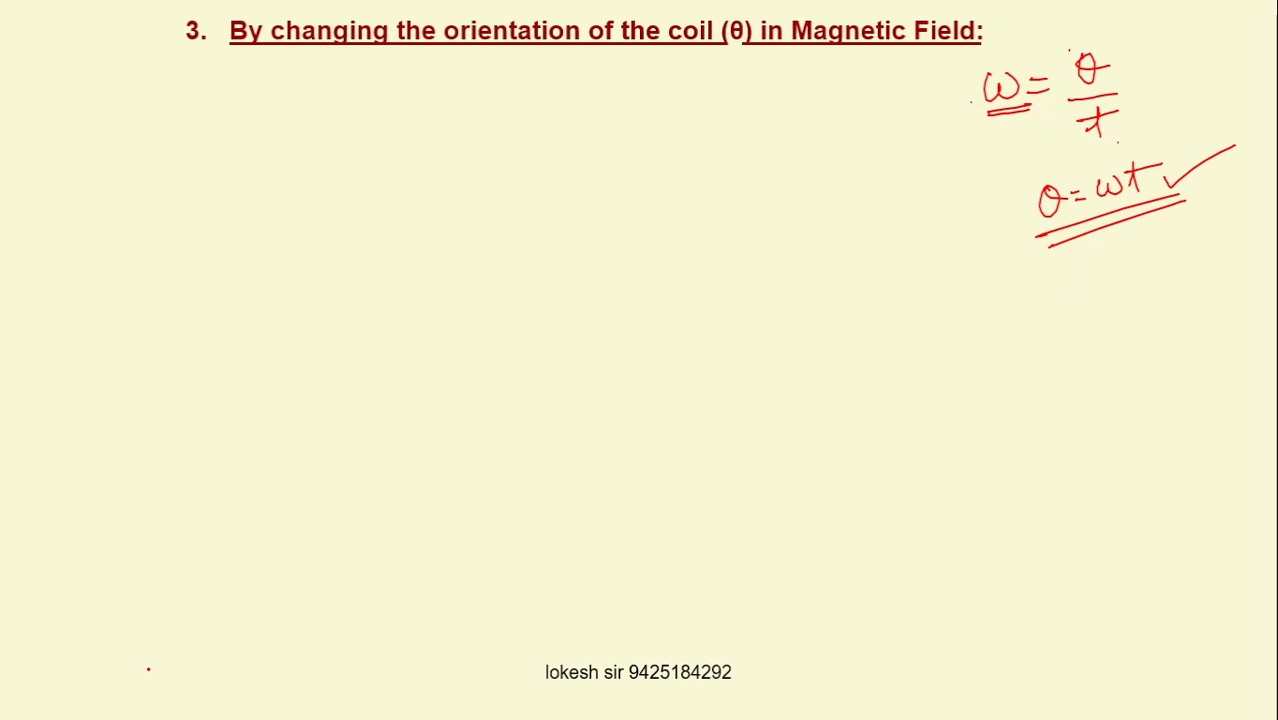 3. By changing the orientation of the coil (θ) in Magnetic Field:
ω = θ/t
θ = ωt ✓
lokesh sir 9425184292